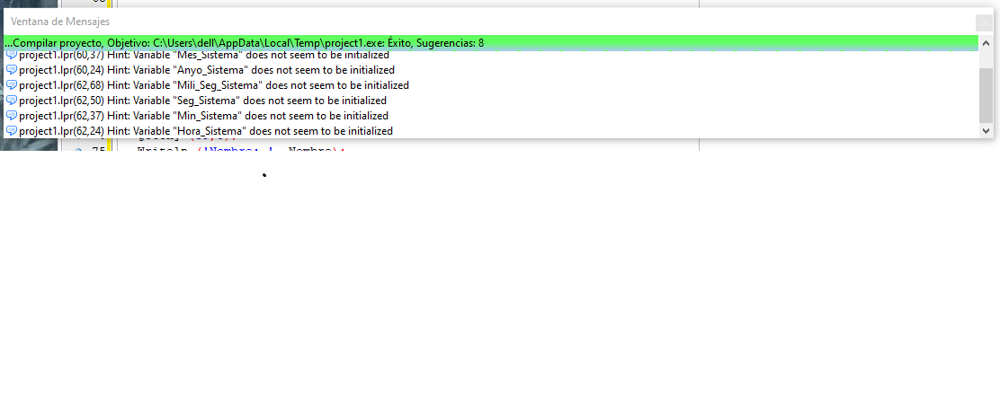 Ventana de Mensajes
...Compilar proyecto, Objetivo: C:\Users\dell\AppData\Local\Temp\project1.exe: Éxito, Sugerencias: 8
project1.lpr(60,37) Hint: Variable "Mes_Sistema" does not seem to be initialized
project1.lpr(60,24) Hint: Variable "Anyo_Sistema" does not seem to be initialized
project1.lpr(62,68) Hint: Variable "Mili_Seg_Sistema" does not seem to be initialized
project1.lpr(62,50) Hint: Variable "Seg_Sistema" does not seem to be initialized
project1.lpr(62,37) Hint: Variable "Min_Sistema" does not seem to be initialized
project1.lpr(62,24) Hint: Variable "Hora_Sistema" does not seem to be initialized
75 Writeln ('Nombre: ', Nombre);